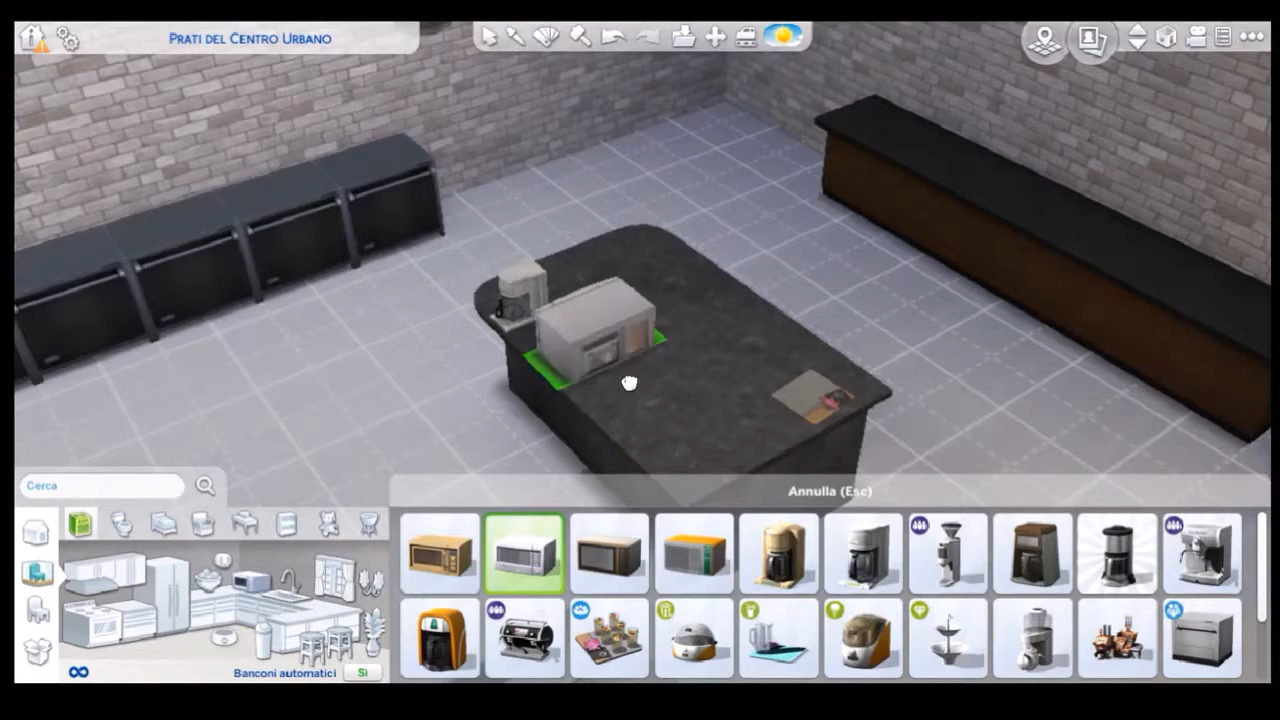 PRATI DEL CENTRO URBANO
Annulla (Esc)
Cerca
Banconi automatici
Sì